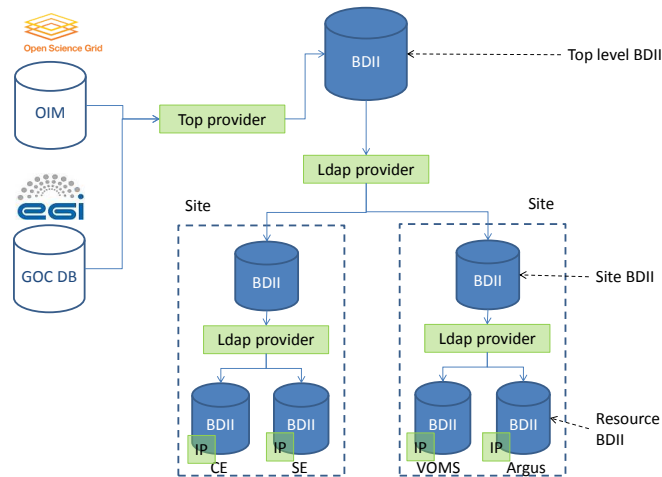 Open Science Grid
OIM
Top provider
BDII
Top level BDII
egi
GOC DB
Ldap provider
Site
Site
BDII
BDII
Site BDII
Ldap provider
Ldap provider
BDII
BDII
BDII
BDII
Resource
BDII
IP
IP
IP
IP
CE
SE
VOMS
Argus